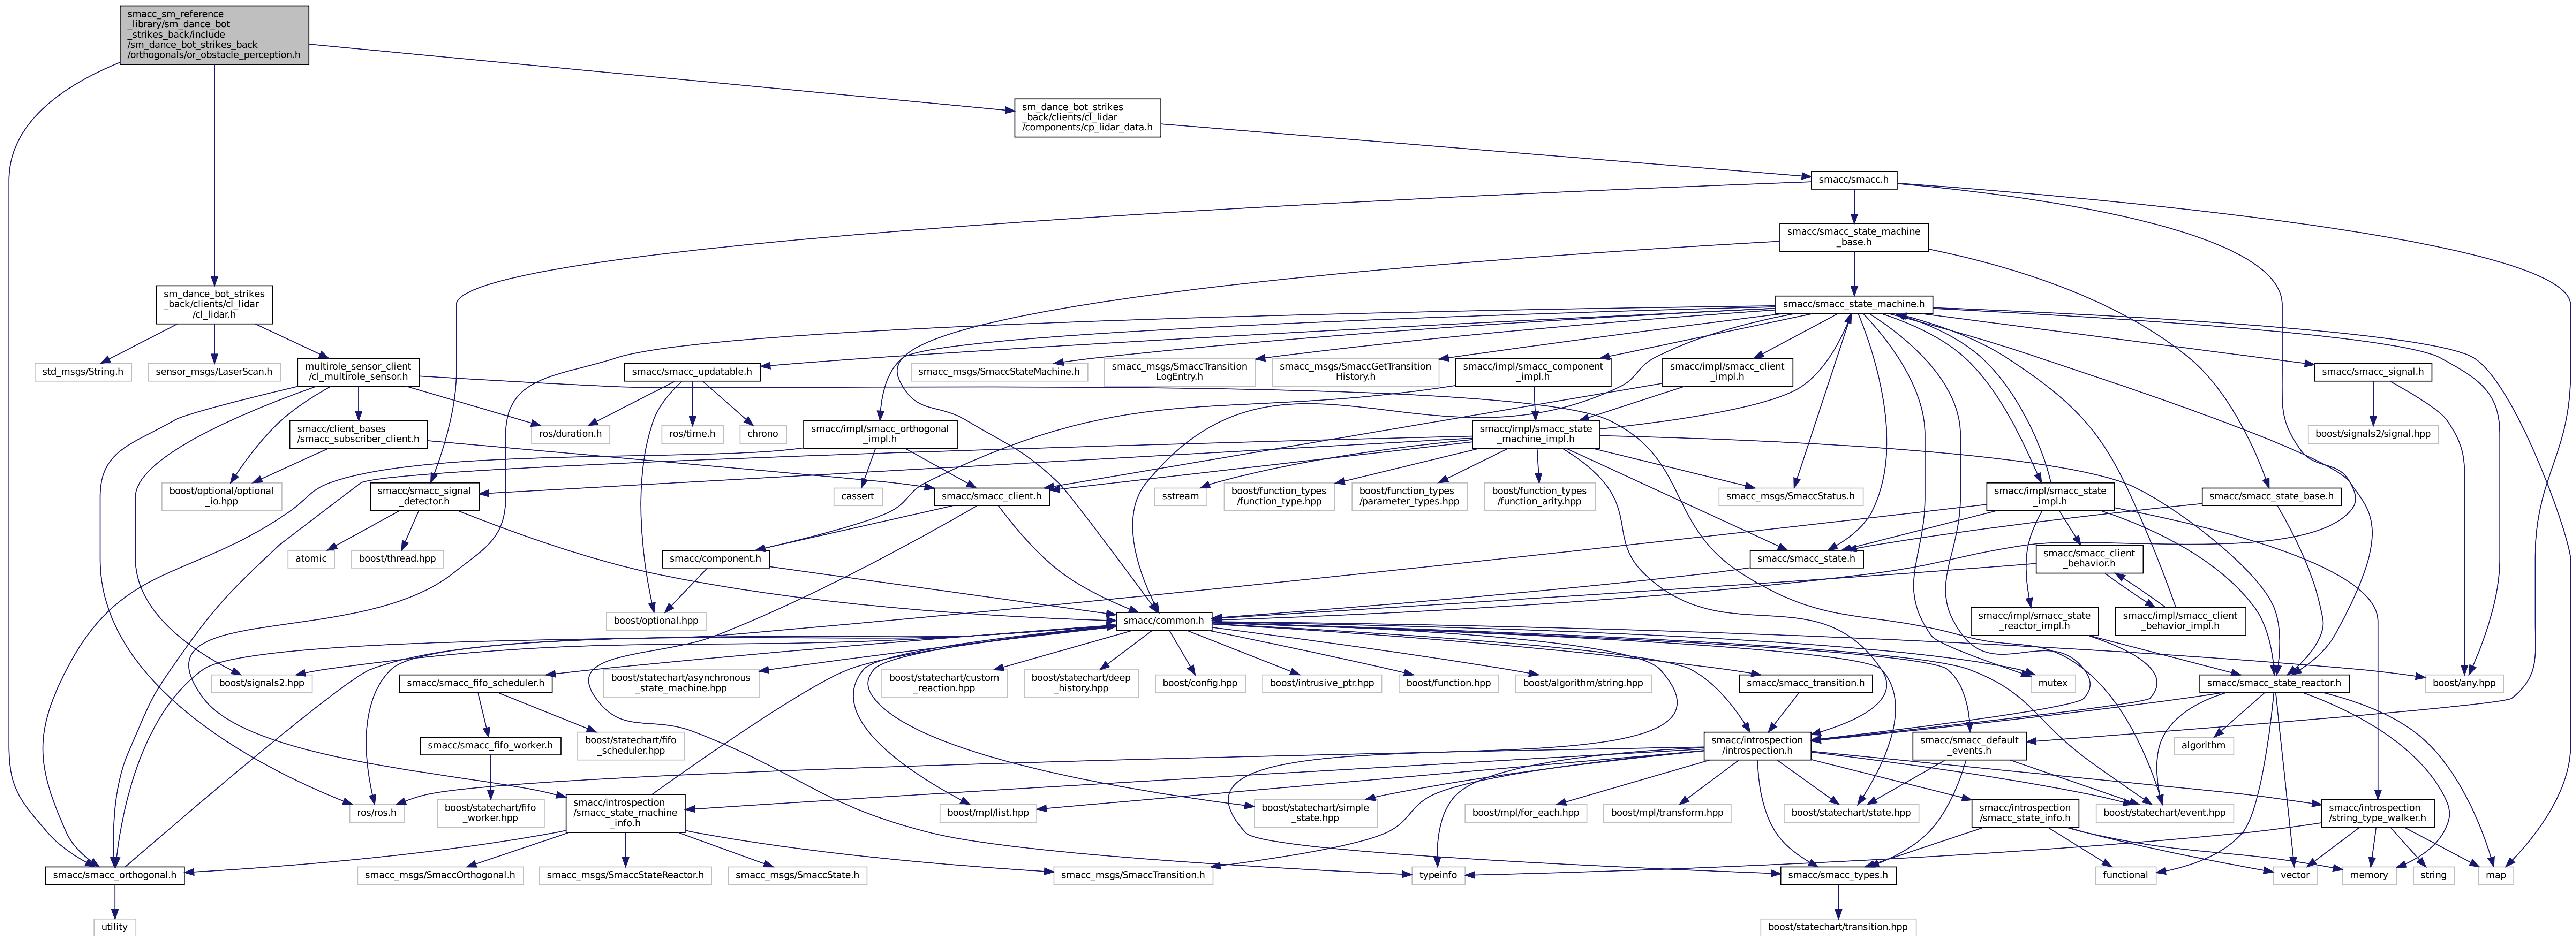 smacc_sm_reference
_library/sm_dance_bot
_strikes_back/include
/sm_dance_bot_strikes_back
/orthogonals/or_obstacle_perception.h
sm_dance_bot_strikes
_back/clients/cl_lidar
/components/cp_lidar_data.h
smacc/smacc.h
smacc/smacc_state_machine
_base.h
sm_dance_bot_strikes
_back/clients/cl_lidar
/cl_lidar.h
smacc/smacc_state_machine.h
std_msgs/String.h
sensor_msgs/LaserScan.h
multirole_sensor_client
/cl_multirole_sensor.h
smacc/smacc_updatable.h
smacc_msgs/SmaccStateMachine.h
smacc_msgs/SmaccTransition
LogEntry.h
smacc_msgs/SmaccGetTransition
History.h
smacc/impl/smacc_component
_impl.h
smacc/impl/smacc_client
_impl.h
smacc/smacc_signal.h
smacc/client_bases
/smacc_subscriber_client.h
ros/duration.h
ros/time.h
chrono
smacc/impl/smacc_orthogonal
_impl.h
smacc/impl/smacc_state
_machine_impl.h
boost/signals2/signal.hpp
boost/optional/optional
_io.hpp
smacc/smacc_signal
_detector.h
cassert
smacc/smacc_client.h
sstream
boost/function_types
/function_type.hpp
boost/function_types
/parameter_types.hpp
boost/function_types
/function_arity.hpp
smacc_msgs/SmaccStatus.h
smacc/impl/smacc_state
_impl.h
smacc/smacc_state_base.h
atomic
boost/thread.hpp
smacc/component.h
smacc/smacc_state.h
smacc/smacc_client
_behavior.h
boost/optional.hpp
smacc/common.h
smacc/impl/smacc_state
_reactor_impl.h
smacc/impl/smacc_client
_behavior_impl.h
boost/signals2.hpp
smacc/smacc_fifo_scheduler.h
boost/statechart/asynchronous
_state_machine.hpp
boost/statechart/custom
_reaction.hpp
boost/statechart/deep
_history.hpp
boost/config.hpp
boost/intrusive_ptr.hpp
boost/function.hpp
boost/algorithm/string.hpp
smacc/smacc_transition.h
mutex
smacc/smacc_state_reactor.h
boost/any.hpp
smacc/smacc_fifo_worker.h
boost/statechart/fifo
_scheduler.hpp
smacc/introspection
/introspection.h
smacc/smacc_default
_events.h
algorithm
ros/ros.h
boost/statechart/fifo
_worker.hpp
smacc/introspection
/smacc_state_machine
_info.h
boost/mpl/list.hpp
boost/statechart/simple
_state.hpp
boost/mpl/for_each.hpp
boost/mpl/transform.hpp
boost/statechart/state.hpp
smacc/introspection
/smacc_state_info.h
boost/statechart/event.hpp
smacc/introspection
/string_type_walker.h
smacc/smacc_orthogonal.h
smacc_msgs/SmaccOrthogonal.h
smacc_msgs/SmaccStateReactor.h
smacc_msgs/SmaccState.h
smacc_msgs/SmaccTransition.h
typeinfo
smacc/smacc_types.h
functional
vector
memory
string
map
utility
boost/statechart/transition.hpp